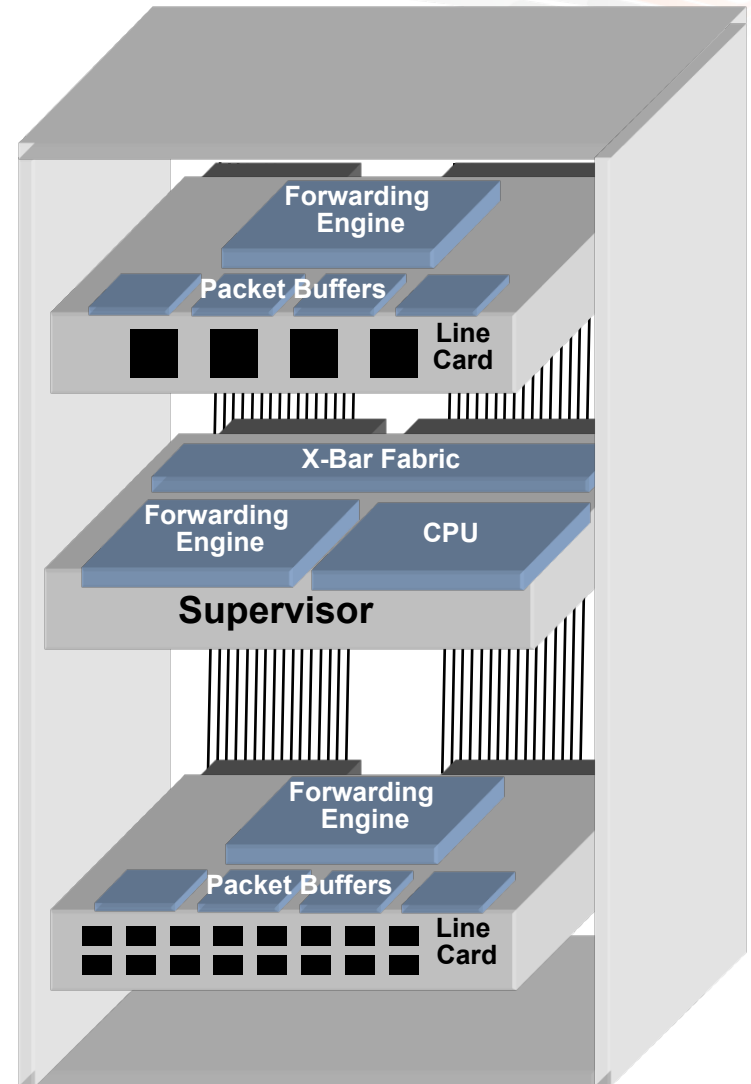 Forwarding
Engine
Packet Buffers
Line
Card
X-Bar Fabric
Forwarding
Engine
CPU
Supervisor
Forwarding
Engine
Packet Buffers
Line
Card